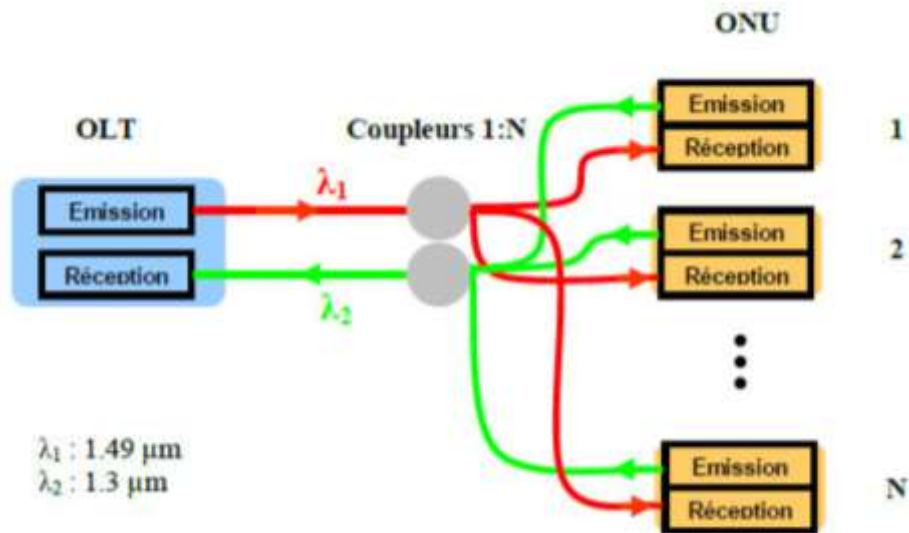 ONU
OLT
Coupleurs 1:N
Emission
Réception
1
λ1
Emission
Réception
λ2
Emission
Réception
2
λ1 : 1.49 µm
λ2 : 1.3 µm
Emission
Réception
N